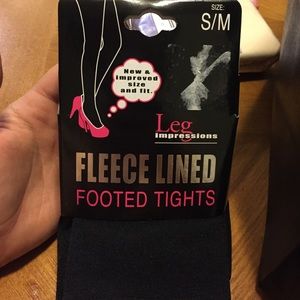 SIZE:
S/M
New &
improved
size
and fit.
Leg
Impressions
FLEECE LINED
FOOTED TIGHTS